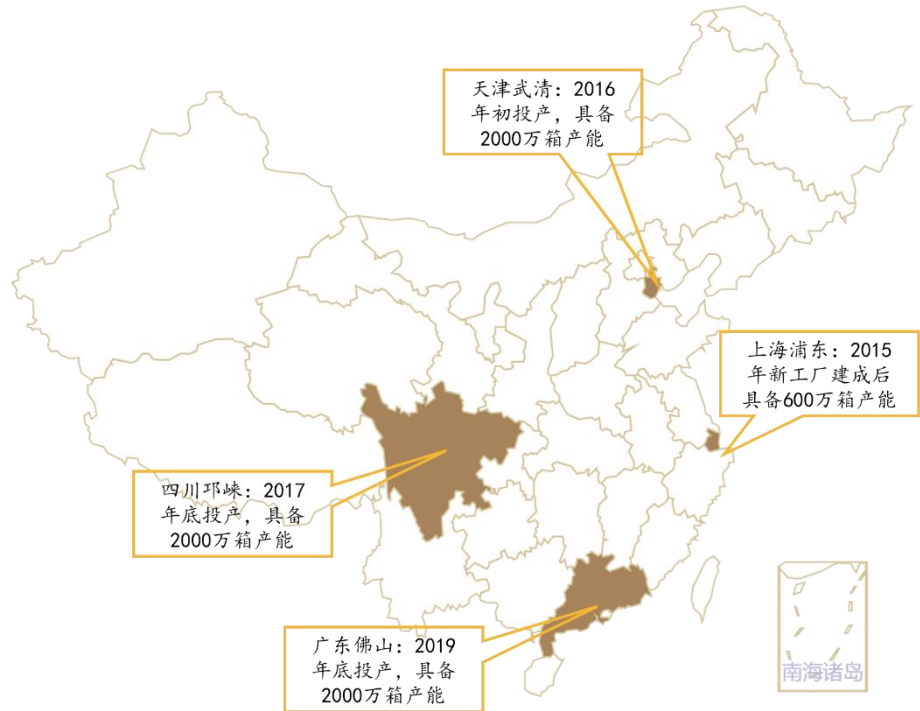 天津武清：2016
年初投产，具备
2000万箱产能
上海浦东：2015
年新工厂建成后
具备600万箱产能
四川邛崃：2017
年底投产，具备
2000万箱产能
广东佛山：2019
年底投产，具备
2000万箱产能
南海诸岛